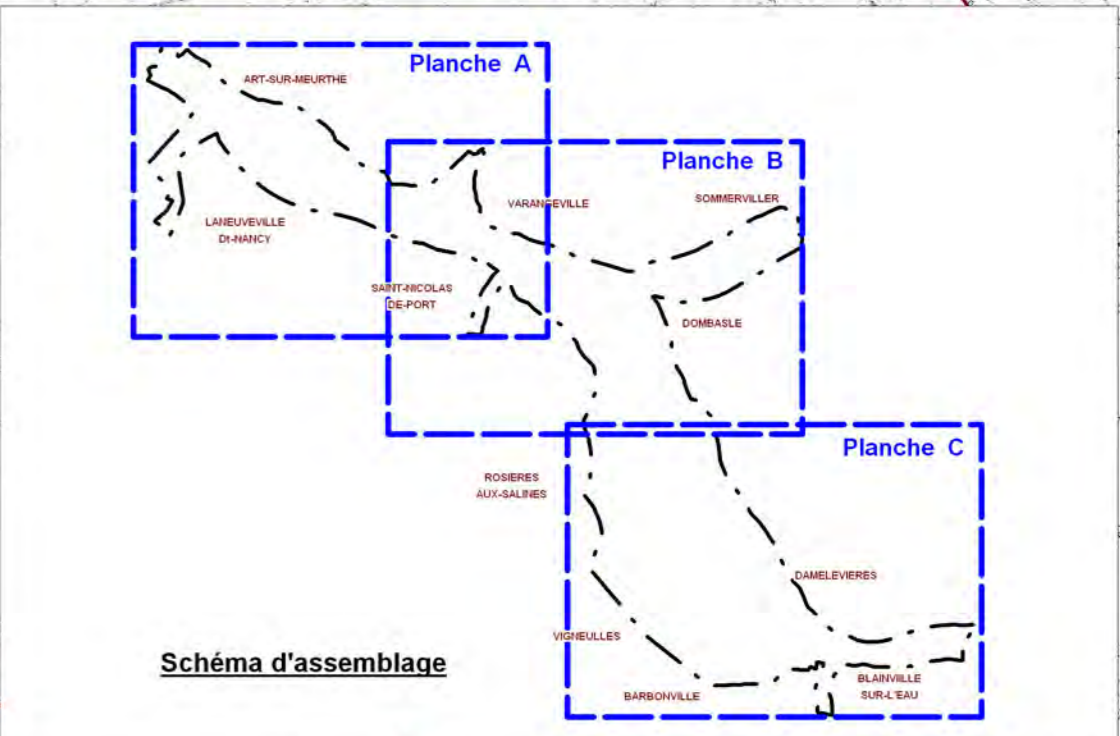 Planche A
ART-SUR-MEURTHE
Planche B
SOMMERVILLER
VARANGEVILLE
LANEUVEVILLE
Dt-NANCY
SAINT-NICOLAS
DE-PORT
DOMBASLE
Planche C
ROSIERES
AUX-SALINES
DAMELEVIERES
VIGNEULLES
Schéma d'assemblage
BLAINVILLE
SUR-L'EAU
BARBONVILLE